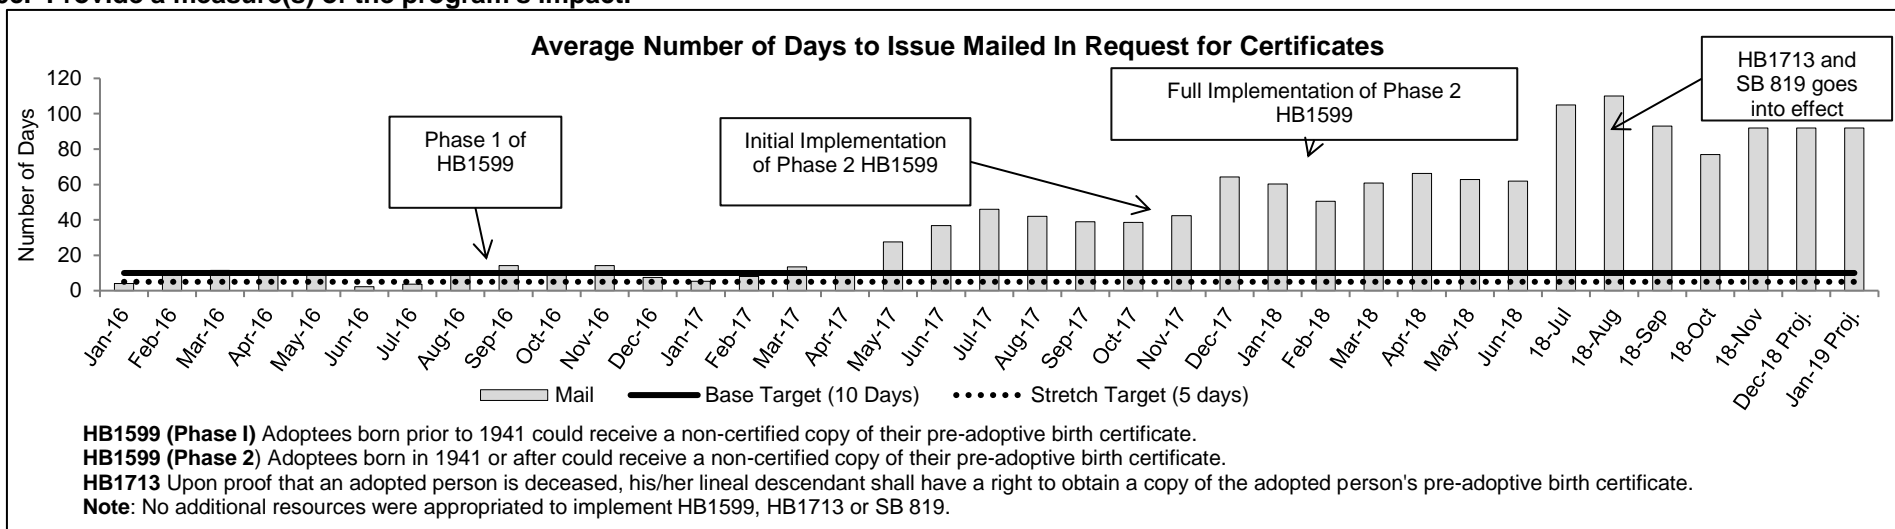 Provide a measure(s) of the program's impact.
Average Number of Days to Issue Mailed In Request for Certificates
HB1713 and
SB 819 goes
into effect
Full Implementation of Phase 2
HB1599
Phase 1 of
HB1599
Initial Implementation
of Phase 2 HB1599
Number of Days
120
100
80
60
40
20
0
Jan-16
Feb-16
Mar-16
Apr-16
May-16
Jun-16
Jul-16
Aug-16
Sep-16
Oct-16
Nov-16
Dec-16
Jan-17
Feb-17
Mar-17
Apr-17
May-17
Jun-17
Jul-17
Aug-17
Sep-17
Oct-17
Nov-17
Dec-17
Jan-18
Feb-18
Mar-18
Apr-18
May-18
Jun-18
18-Jul
18-Aug
18-Sep
18-Oct
18-Nov
Dec-18 Proj.
Jan-19 Proj.
Mail
Base Target (10 Days)
Stretch Target (5 days)
HB1599 (Phase I) Adoptees born prior to 1941 could receive a non-certified copy of their pre-adoptive birth certificate.
HB1599 (Phase 2) Adoptees born in 1941 or after could receive a non-certified copy of their pre-adoptive birth certificate.
HB1713 Upon proof that an adopted person is deceased, his/her lineal descendant shall have a right to obtain a copy of the adopted person's pre-adoptive birth certificate.
Note: No additional resources were appropriated to implement HB1599, HB1713 or SB 819.